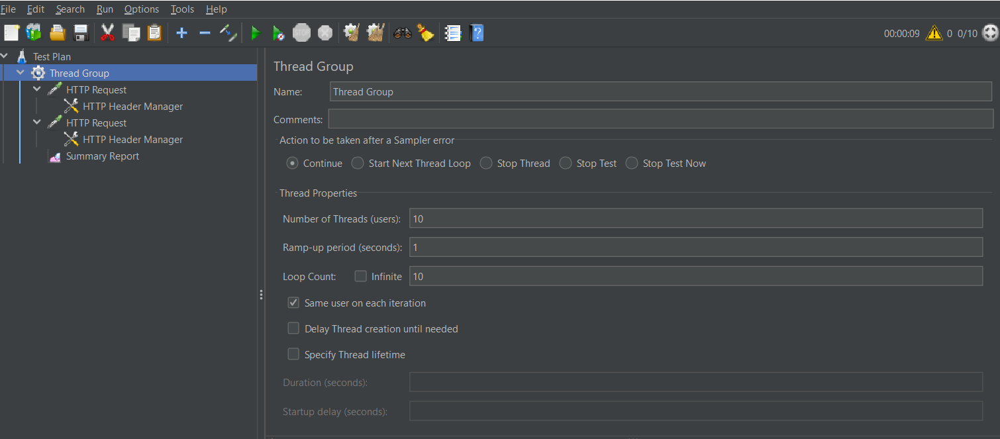 File Edit Search Run Options Tools Help
STOP
?
00:00:09 0 0/10
Test Plan
Thread Group
HTTP Request
HTTP Header Manager
HTTP Request
HTTP Header Manager
Summary Report
Thread Group
Name: Thread Group
Comments:
Action to be taken after a Sampler error
Continue Start Next Thread Loop Stop Thread Stop Test Stop Test Now
Thread Properties
Number of Threads (users): 10
Ramp-up period (seconds): 1
Loop Count: Infinite 10
Same user on each iteration
Delay Thread creation until needed
Specify Thread lifetime
Duration (seconds):
Startup delay (seconds):